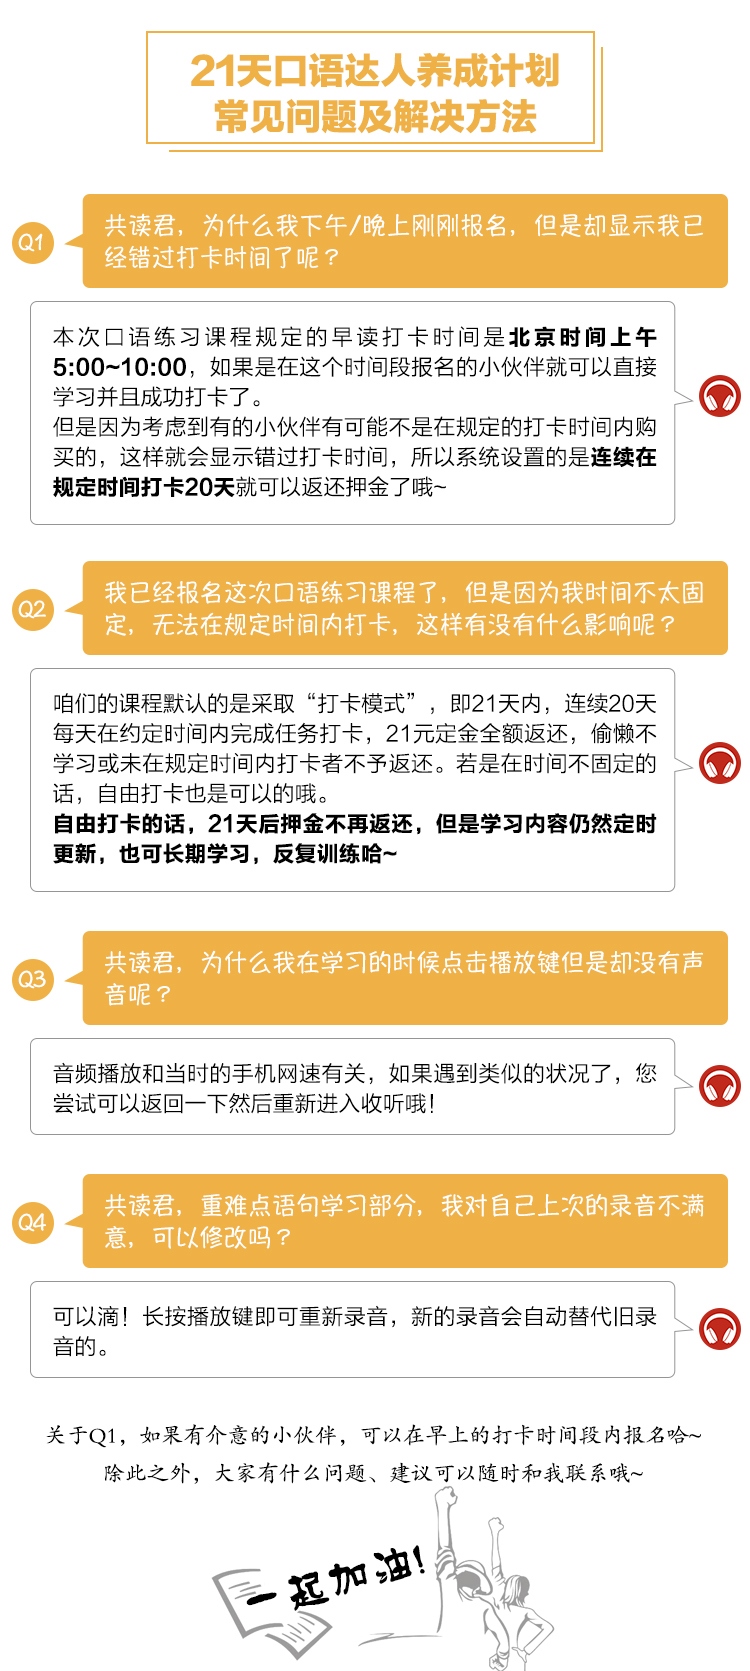 21天口语达人养成计划
常见问题及解决方法
Q1
共读君，为什么我下午/晚上刚刚报名，但是却显示我已
经错过打卡时间了呢？
本次口语练习课程规定的早读打卡时间是北京时间上午
5:00~10:00，如果是在这个时间段报名的小伙伴就可以直接
学习并且成功打卡了。
但是因为考虑到有的小伙伴有可能不是在规定的打卡时间内购
买的，这样就会显示错过打卡时间，所以系统设置的是连续在
规定时间打卡20天就可以返还押金了哦~
Q2
我已经报名这次口语练习课程了，但是因为我时间不太固
定，无法在规定时间内打卡，这样有没有什么影响呢？
咱们的课程默认的是采取“打卡模式”，即21天内，连续20天
每天在约定时间内完成任务打卡，21元定金全额返还，偷懒不
学习或未在规定时间内打卡者不予返还。若是在时间不固定的
话，自由打卡也是可以的哦。
自由打卡的话，21天后押金不再返还，但是学习内容仍然定时
更新，也可长期学习，反复训练哈~
Q3
共读君，为什么我在学习的时候点击播放键但是却没有声
音呢？
音频播放和当时的手机网速有关，如果遇到类似的状况了，您
尝试可以返回一下然后重新进入收听哦！
Q4
共读君，重难点语句学习部分，我对自己上次的录音不满
意，可以修改吗？
可以滴！长按播放键即可重新录音，新的录音会自动替代旧录
音的。
关于Q1，如果有介意的小伙伴，可以在早上的打卡时间段内报名哈~
除此之外，大家有什么问题、建议可以随时和我联系哦~
一起加油!